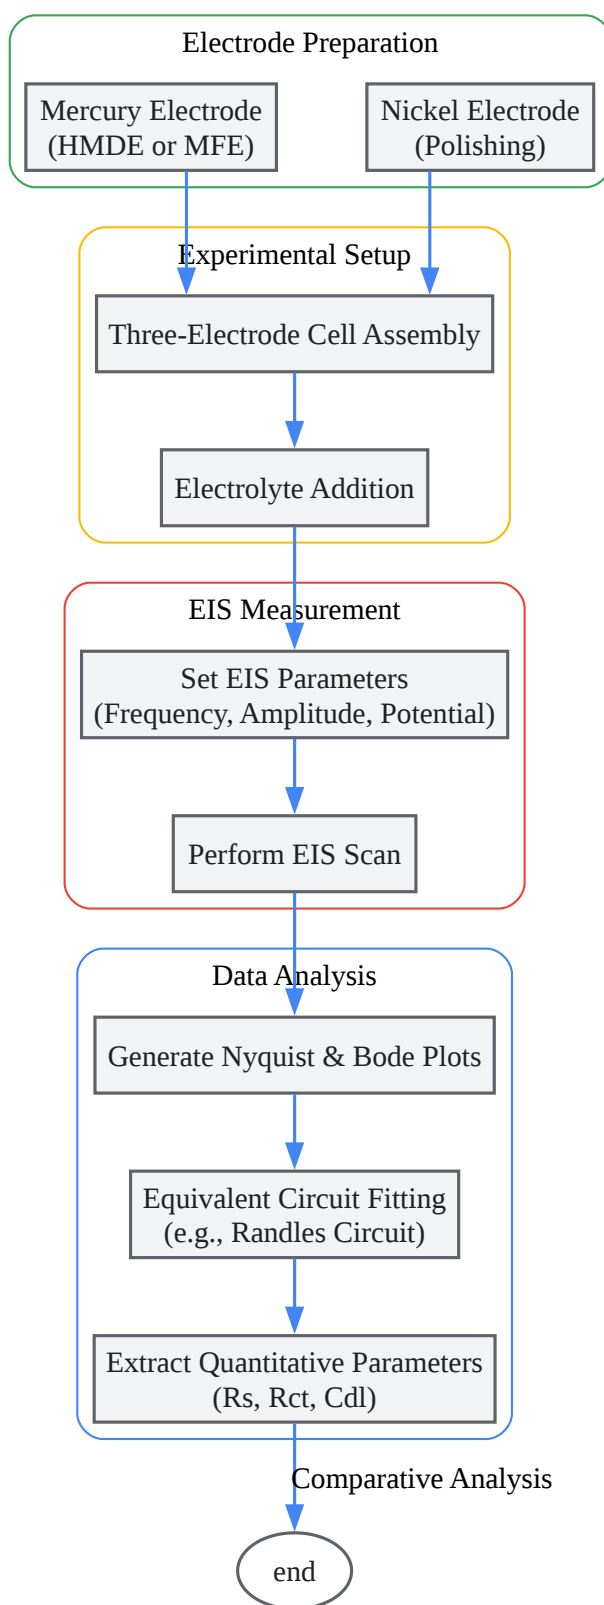 Electrode Preparation
Mercury Electrode
(HMDE or MFE)
Nickel Electrode
(Polishing)
Experimental Setup
Three-Electrode Cell Assembly
Electrolyte Addition
EIS Measurement
Set EIS Parameters
(Frequency, Amplitude, Potential)
Perform EIS Scan
Data Analysis
Generate Nyquist & Bode Plots
Equivalent Circuit Fitting
(e.g., Randles Circuit)
Extract Quantitative Parameters
(Rs, Rct, Cdl)
Comparative Analysis
end